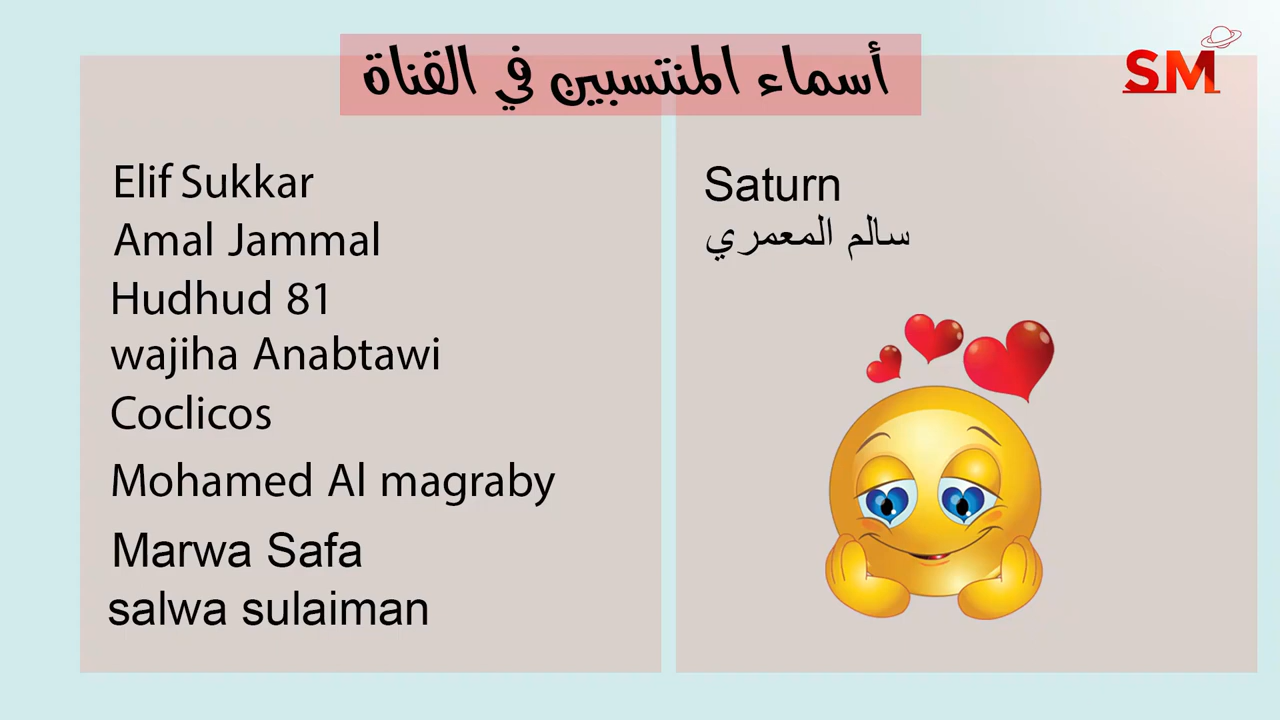 أسماء المنتسبين في القناة
SM
Elif Sukkar
Amal Jammal
Hudhud 81
wajiha Anabtawi
Coclicos
Mohamed Al magraby
Marwa Safa
salwa sulaiman
Saturn
سالم المعمري